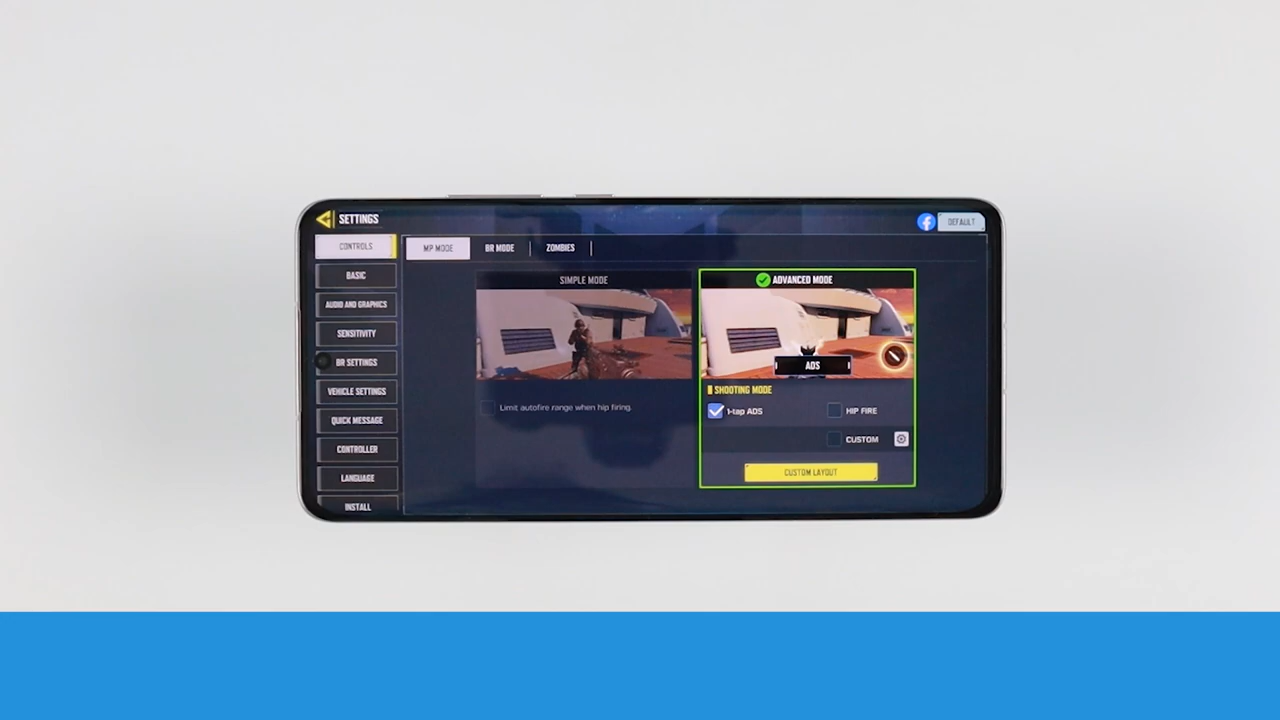 SETTINGS
DEFAULT
CONTROLS
BASIC
AUDIO AND GRAPHICS
SENSITIVITY
BR SETTINGS
VEHICLE SETTINGS
QUICK MESSAGE
CONTROLLER
LANGUAGE
INSTALL
MP MODE
BR MODE
ZOMBIES
SIMPLE MODE
Limit autofire range when hip firing.
ADVANCED MODE
ADS
SHOOTING MODE
1-tap ADS
HIP FIRE
CUSTOM
CUSTOM LAYOUT